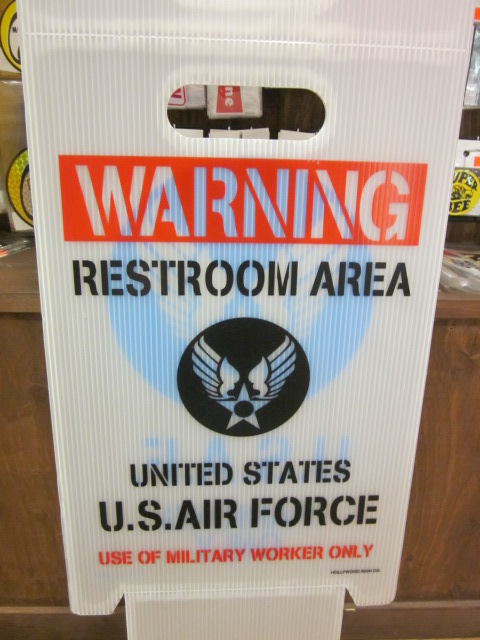 WARNING
RESTROOM AREA
UNITED STATES
U.S.AIR FORCE
USE OF MILITARY WORKER ONLY
HOLLYWOOD SIGN CO.